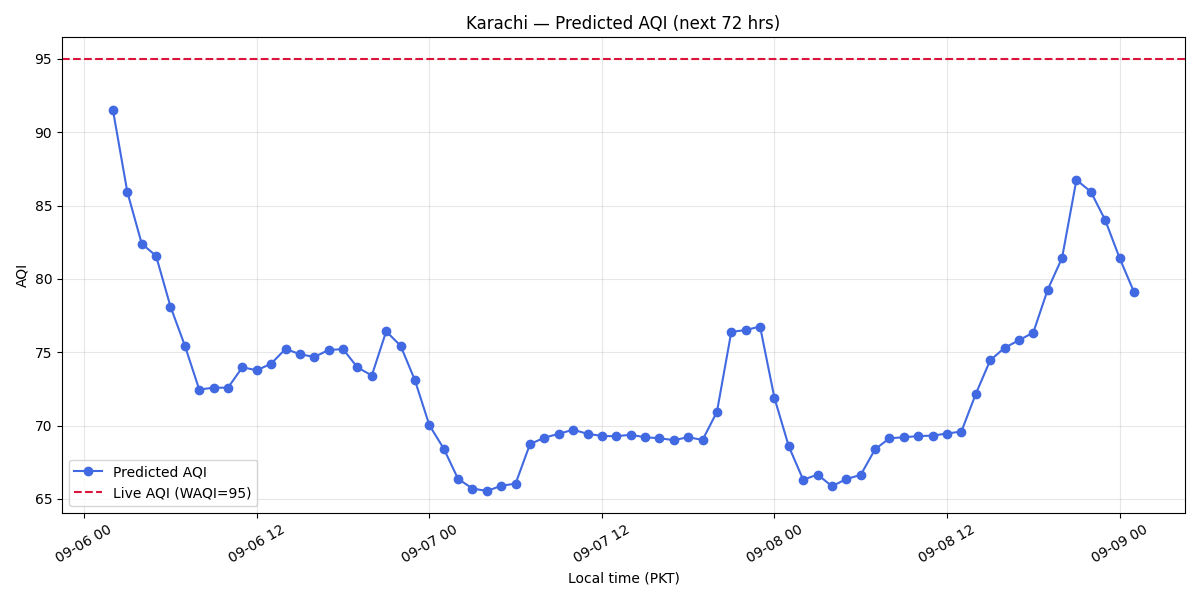 Karachi — Predicted AQI (next 72 hrs)
AQI
95
90
85
80
75
70
65
Predicted AQI
Live AQI (WAQI=95)
09-06 00
09-06 12
09-07 00
09-07 12
09-08 00
09-08 12
09-09 00
Local time (PKT)